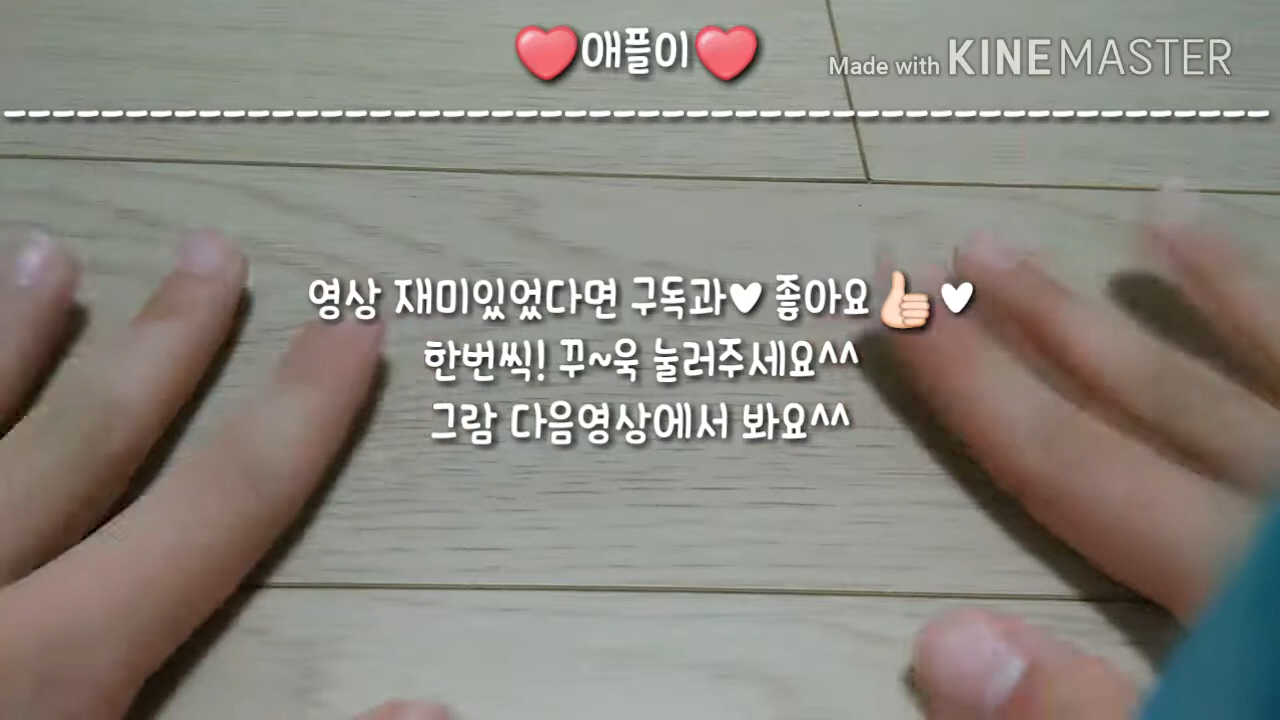 ❤애플이❤
Made with KINEMASTER
영상 재미있었다면 구독과♥ 좋아요👍♥
한번씩! 꾸~욱 눌러주세요^^
그람 다음영상에서 봐요^^